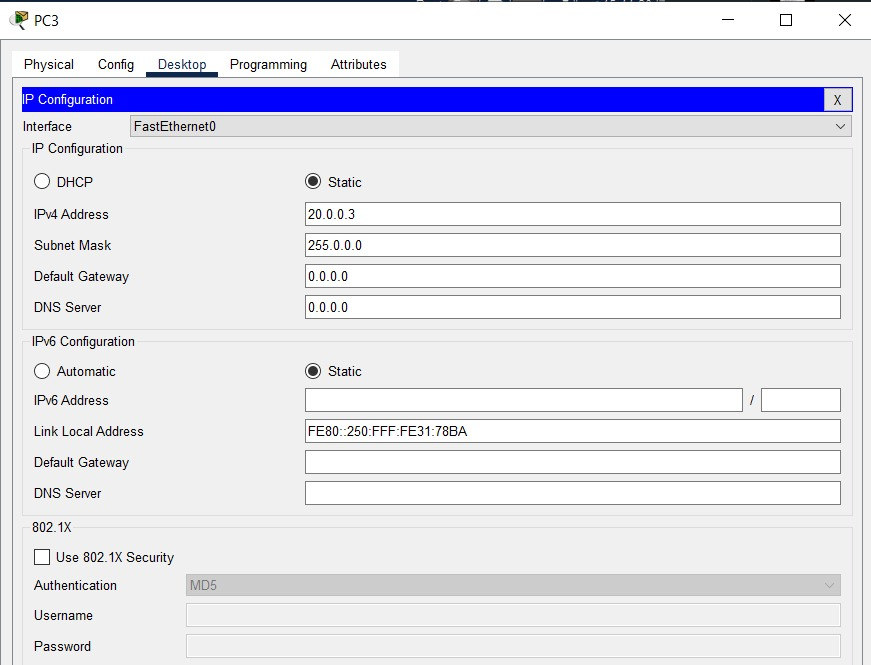 PC3
Physical Config Desktop Programming Attributes
IP Configuration X
Interface FastEthernet0
IP Configuration
DHCP Static
IPv4 Address 20.0.0.3
Subnet Mask 255.0.0.0
Default Gateway 0.0.0.0
DNS Server 0.0.0.0
IPv6 Configuration
Automatic Static
IPv6 Address /
Link Local Address FE80::250:FFF:FE31:78BA
Default Gateway
DNS Server
802.1X
Use 802.1X Security
Authentication MD5
Username
Password